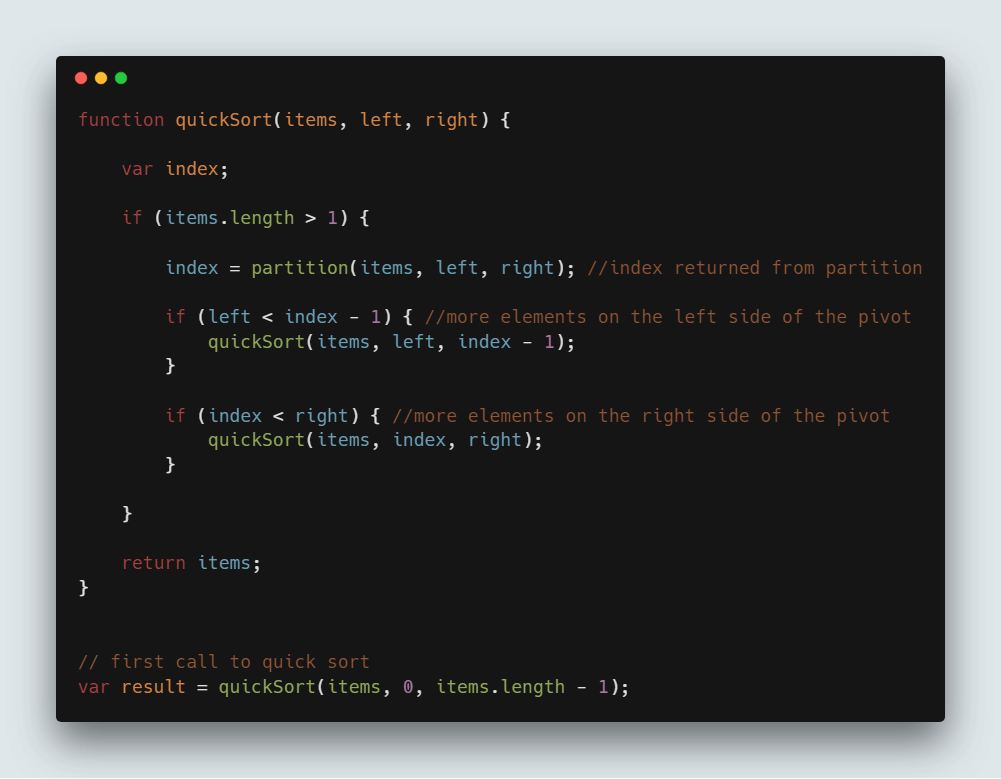 function quickSort(items, left, right) {
    var index;
    if (items.length > 1) {
        index = partition(items, left, right); //index returned from partition
        if (left < index - 1) { //more elements on the left side of the pivot
            quickSort(items, left, index - 1);
        }
        if (index < right) { //more elements on the right side of the pivot
            quickSort(items, index, right);
        }
    }
    return items;
}
// first call to quick sort
var result = quickSort(items, 0, items.length - 1);